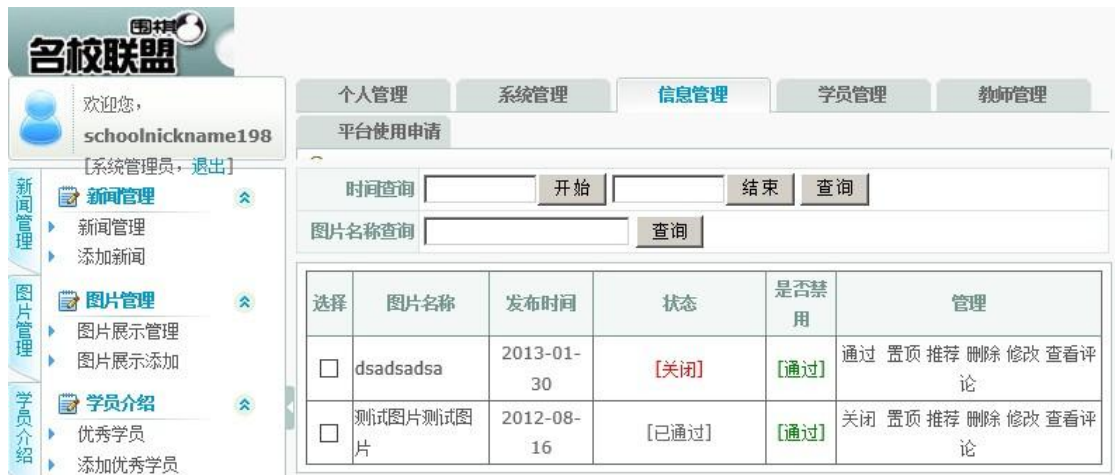 围棋
名校联盟
欢迎您，
schoolnickname198
[系统管理员，退出]
个人管理 系统管理 信息管理 学员管理 教师管理
平台使用申请
新闻管理
新闻管理
新闻管理
添加新闻
图片管理
图片管理
图片展示管理
图片展示添加
学员介绍
学员介绍
优秀学员
添加优秀学员
时间查询 开始 结束 查询
图片名称查询 查询
选择 图片名称 发布时间 状态 是否禁
用 管理
dsadsadsa 2013-01-
30 [关闭] [通过] 通过 置顶 推荐 删除 修改 查看评
论
测试图片测试图
片 2012-08-
16 [已通过] [通过] 关闭 置顶 推荐 删除 修改 查看评
论